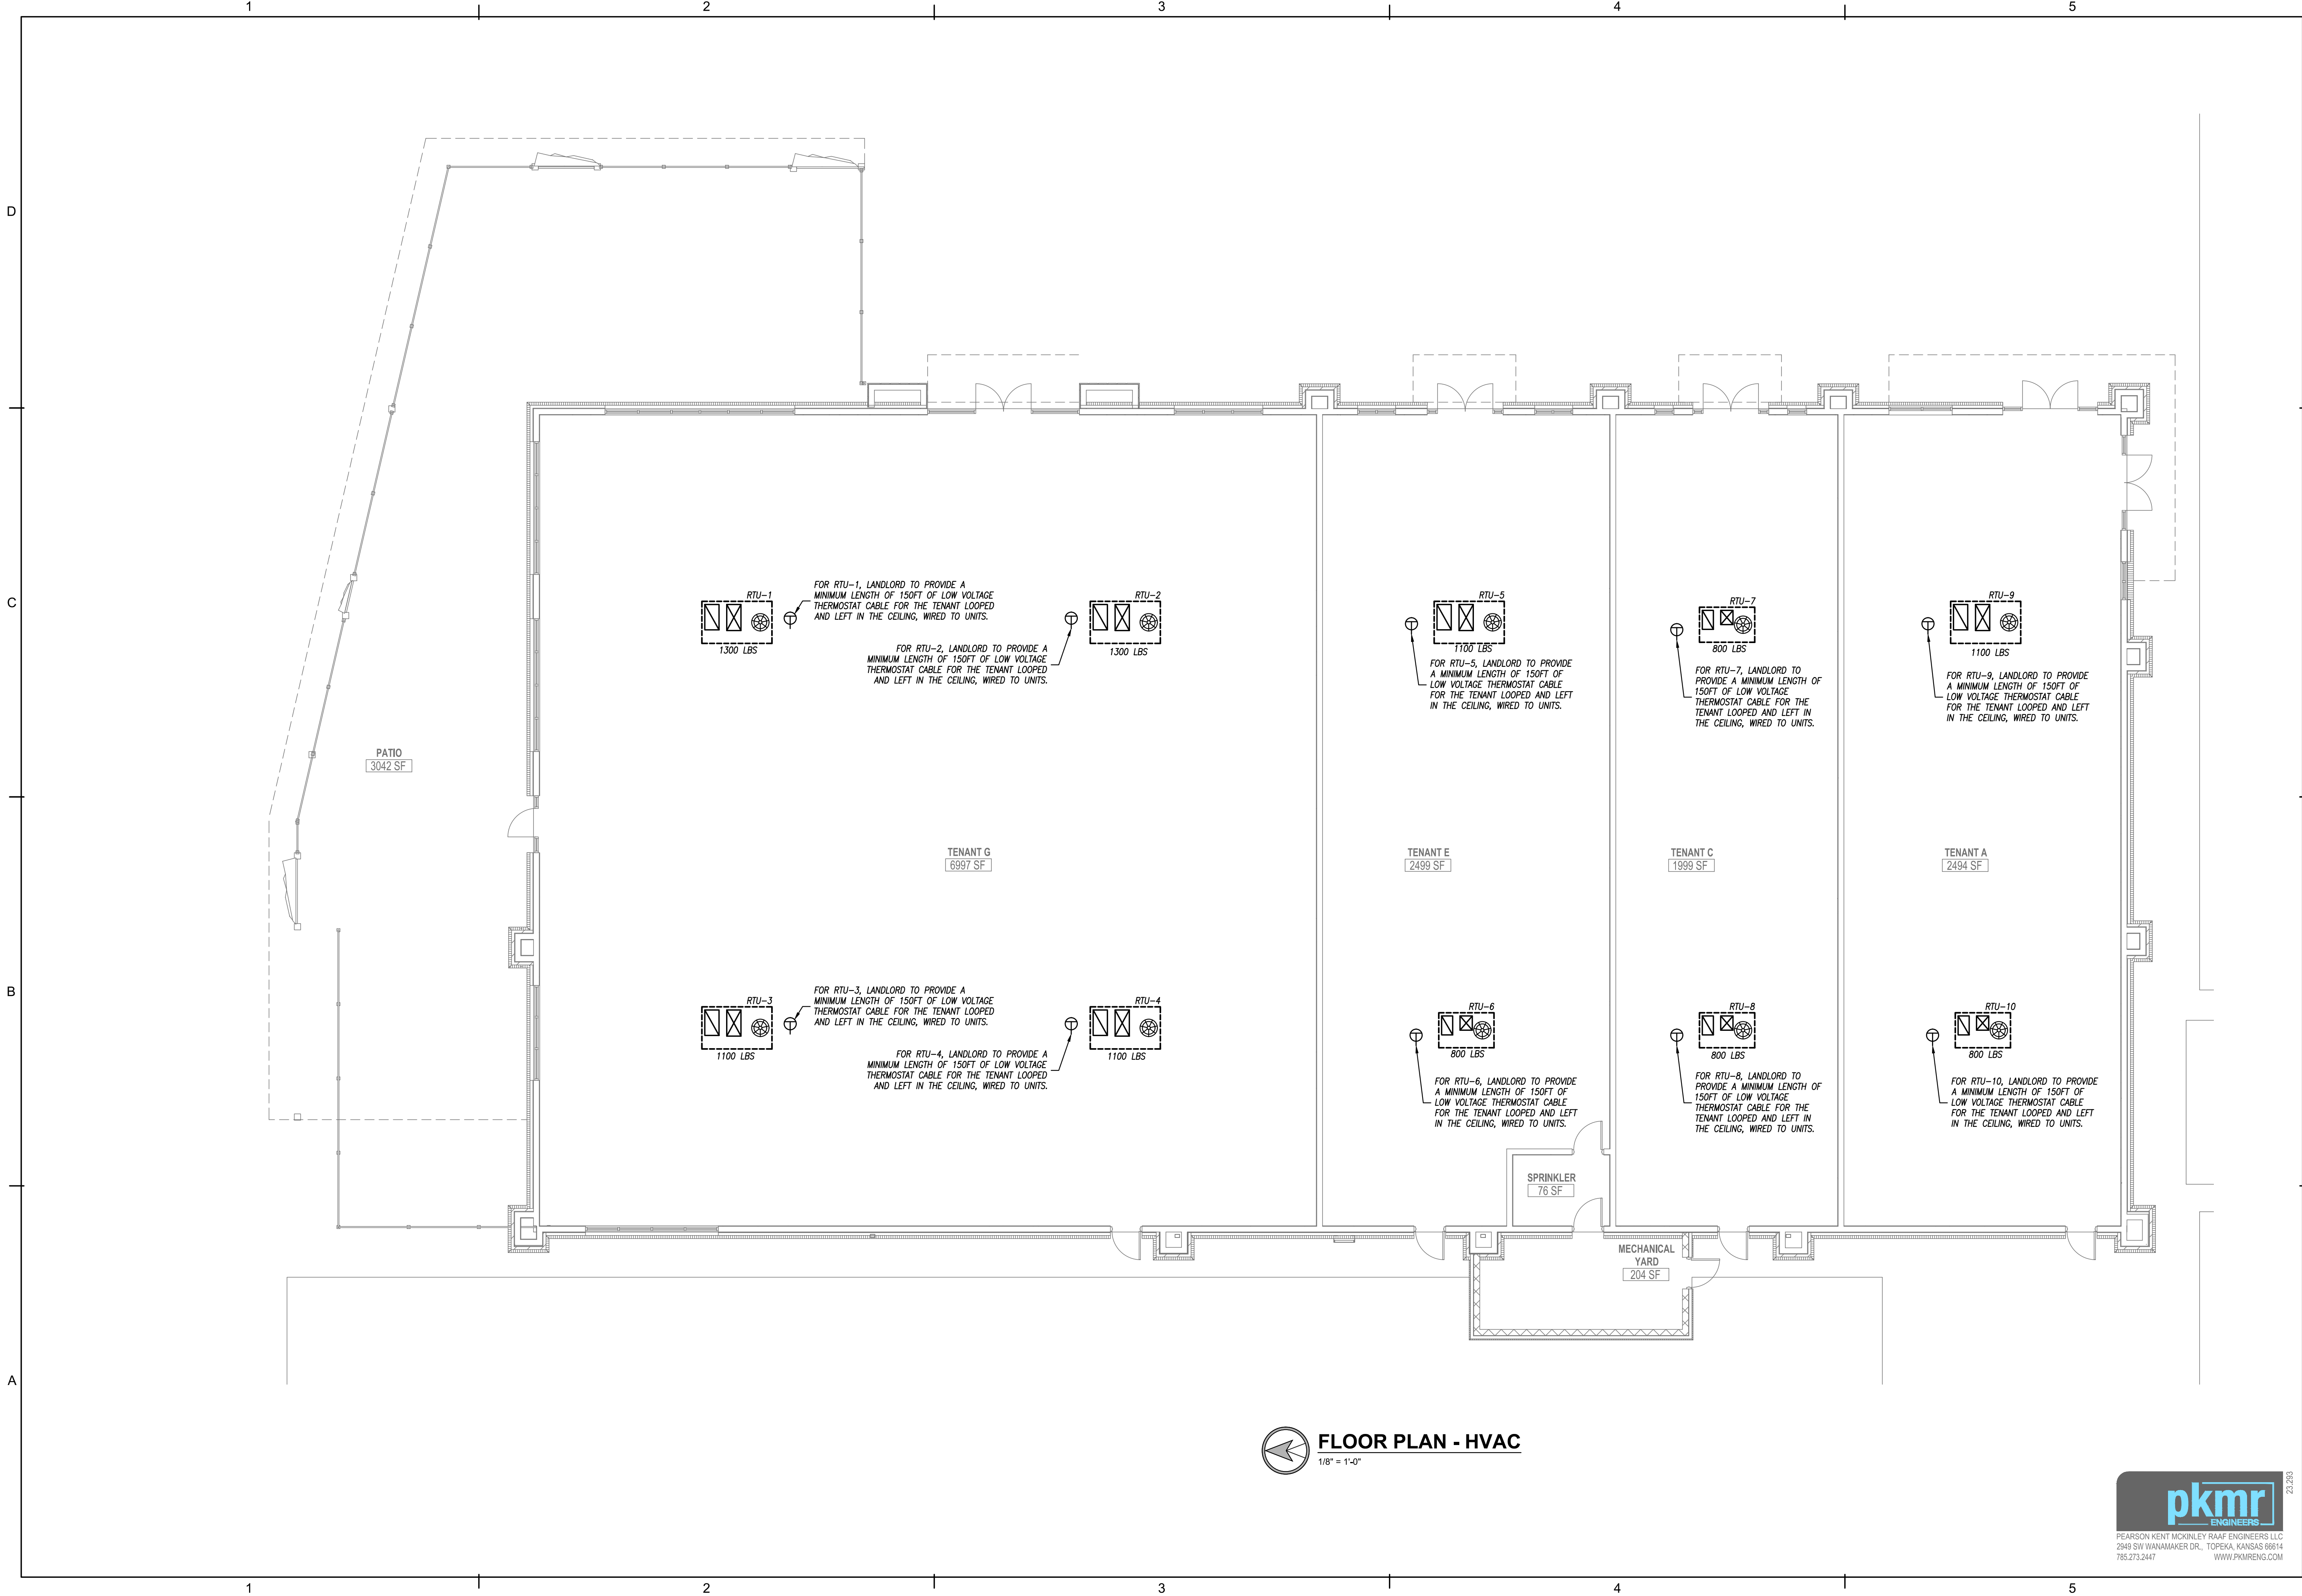 1 2 3 4 5
D
C
B
A
RTU-1
1300 LBS
FOR RTU-1, LANDLORD TO PROVIDE A
MINIMUM LENGTH OF 150FT OF LOW VOLTAGE
THERMOSTAT CABLE FOR THE TENANT LOOPED
AND LEFT IN THE CEILING, WIRED TO UNITS.
RTU-2
1300 LBS
FOR RTU-2, LANDLORD TO PROVIDE A
MINIMUM LENGTH OF 150FT OF LOW VOLTAGE
THERMOSTAT CABLE FOR THE TENANT LOOPED
AND LEFT IN THE CEILING, WIRED TO UNITS.
RTU-5
1100 LBS
FOR RTU-5, LANDLORD TO PROVIDE
A MINIMUM LENGTH OF 150FT OF
LOW VOLTAGE THERMOSTAT CABLE
FOR THE TENANT LOOPED AND LEFT
IN THE CEILING, WIRED TO UNITS.
RTU-7
800 LBS
FOR RTU-7, LANDLORD TO
PROVIDE A MINIMUM LENGTH OF
150FT OF LOW VOLTAGE
THERMOSTAT CABLE FOR THE
TENANT LOOPED AND LEFT IN
THE CEILING, WIRED TO UNITS.
RTU-9
1100 LBS
FOR RTU-9, LANDLORD TO PROVIDE
A MINIMUM LENGTH OF 150FT OF
LOW VOLTAGE THERMOSTAT CABLE
FOR THE TENANT LOOPED AND LEFT
IN THE CEILING, WIRED TO UNITS.
PATIO
3042 SF
TENANT G
6997 SF
TENANT E
2499 SF
TENANT C
1999 SF
TENANT A
2494 SF
RTU-3
1100 LBS
FOR RTU-3, LANDLORD TO PROVIDE A
MINIMUM LENGTH OF 150FT OF LOW VOLTAGE
THERMOSTAT CABLE FOR THE TENANT LOOPED
AND LEFT IN THE CEILING, WIRED TO UNITS.
RTU-4
1100 LBS
FOR RTU-4, LANDLORD TO PROVIDE A
MINIMUM LENGTH OF 150FT OF LOW VOLTAGE
THERMOSTAT CABLE FOR THE TENANT LOOPED
AND LEFT IN THE CEILING, WIRED TO UNITS.
RTU-6
800 LBS
FOR RTU-6, LANDLORD TO PROVIDE
A MINIMUM LENGTH OF 150FT OF
LOW VOLTAGE THERMOSTAT CABLE
FOR THE TENANT LOOPED AND LEFT
IN THE CEILING, WIRED TO UNITS.
RTU-8
800 LBS
FOR RTU-8, LANDLORD TO
PROVIDE A MINIMUM LENGTH OF
150FT OF LOW VOLTAGE
THERMOSTAT CABLE FOR THE
TENANT LOOPED AND LEFT IN
THE CEILING, WIRED TO UNITS.
RTU-10
800 LBS
FOR RTU-10, LANDLORD TO PROVIDE
A MINIMUM LENGTH OF 150FT OF
LOW VOLTAGE THERMOSTAT CABLE
FOR THE TENANT LOOPED AND LEFT
IN THE CEILING, WIRED TO UNITS.
SPRINKLER
76 SF
MECHANICAL
YARD
204 SF
FLOOR PLAN - HVAC
1/8" = 1'-0"
pkmr
ENGINEERS
23.293
PEARSON KENT MCKINLEY RAAF ENGINEERS LLC
2949 SW WANAMAKER DR., TOPEKA, KANSAS 66614
785.273.2447 WWW.PKMRENG.COM
1 2 3 4 5